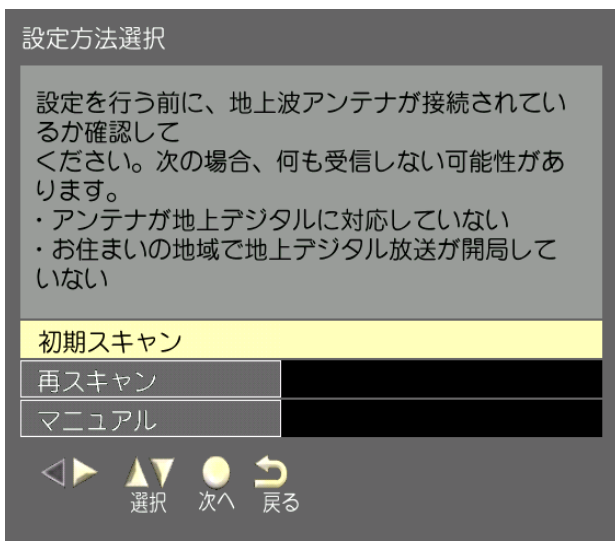 設定方法選択
設定を行う前に、地上波アンテナが接続されてい
るか確認して
ください。次の場合、何も受信しない可能性があ
ります。
・アンテナが地上デジタルに対応していない
・お住まいの地域で地上デジタル放送が開局して
いない
初期スキャン
再スキャン
マニュアル
選択 次へ 戻る